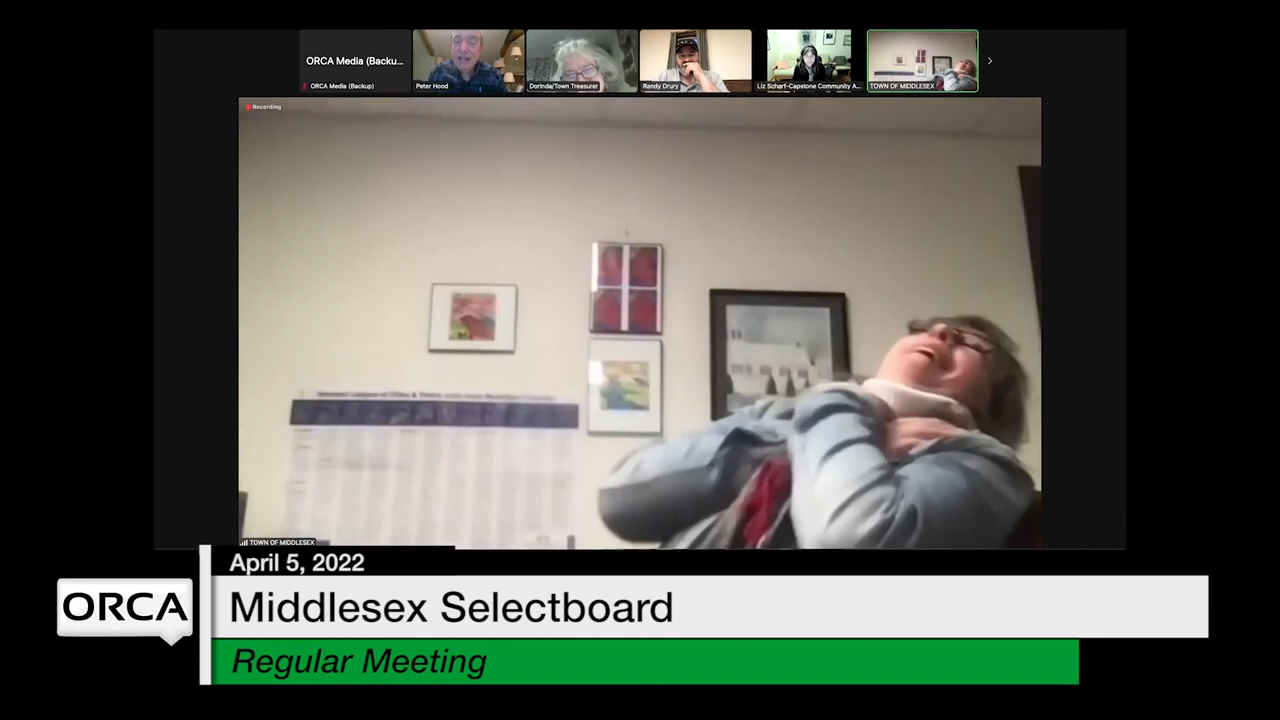 ORCA Media (Backu...
ORCA Media (Backup)
Peter Hood
Dorinda/Town Treasurer
Randy Drury
Liz Scharf-Capstone Community A...
TOWN OF MIDDLESEX
Recording
TOWN OF MIDDLESEX
April 5, 2022
ORCA
Middlesex Selectboard
Regular Meeting